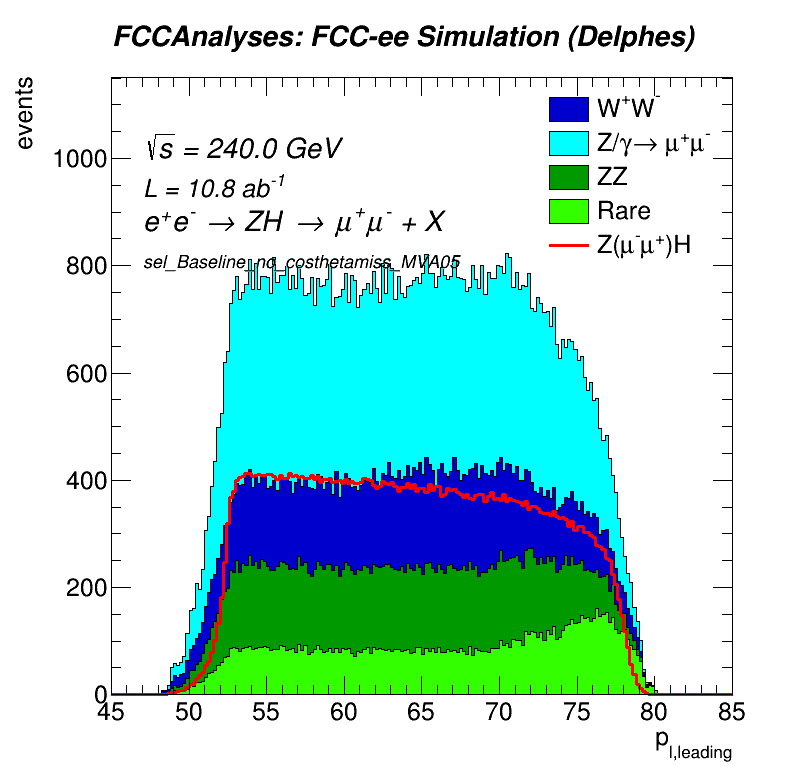 FCCAnalyses: FCC-ee Simulation (Delphes)
events
√s = 240.0 GeV
L = 10.8 ab⁻¹
e⁺e⁻ → ZH → μ⁺μ⁻ + X
sel_Baseline_no_costhetamiss_MVA05
W⁺W⁻
Z/γ→ μ⁺μ⁻
ZZ
Rare
Z(μ⁻μ⁺)H
1000
800
600
400
200
0
45 50 55 60 65 70 75 80 85
p_l,leading